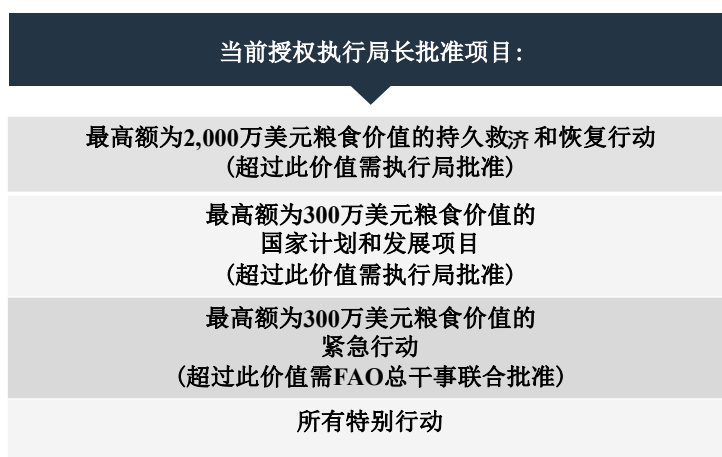 当前授权执行局长批准项目：
最高额为2,000万美元粮食价值的持久救济 和恢复行动
(超过此价值需执行局批准)
最高额为300万美元粮食价值的
国家计划和发展项目
(超过此价值需执行局批准)
最高额为300万美元粮食价值的
紧急行动
(超过此价值需FAO总干事联合批准)
所有特别行动